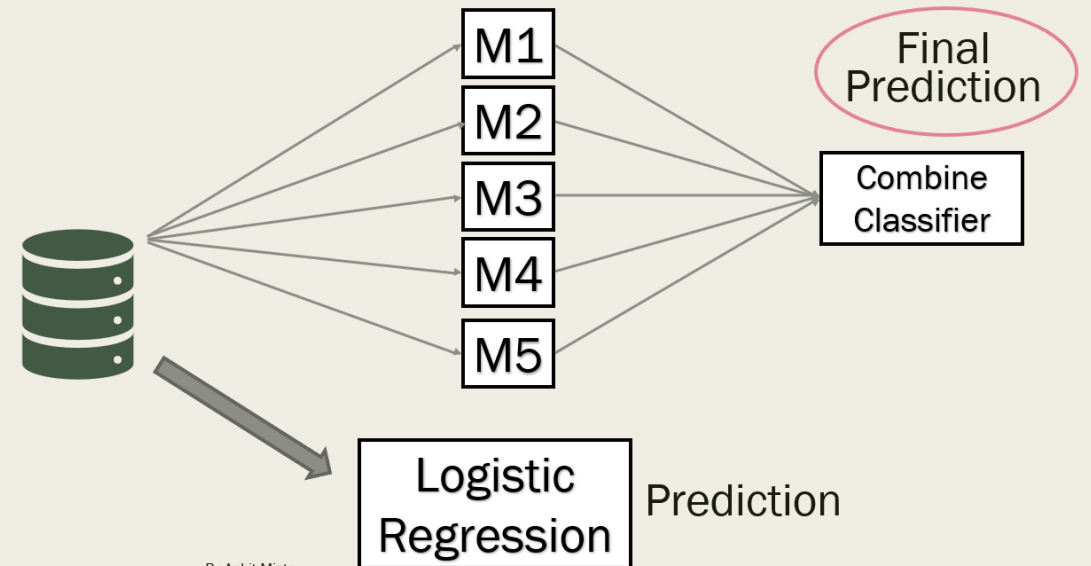 M1
Final
Prediction
M2
Combine
Classifier
M3
M4
M5
Logistic
Regression
Prediction